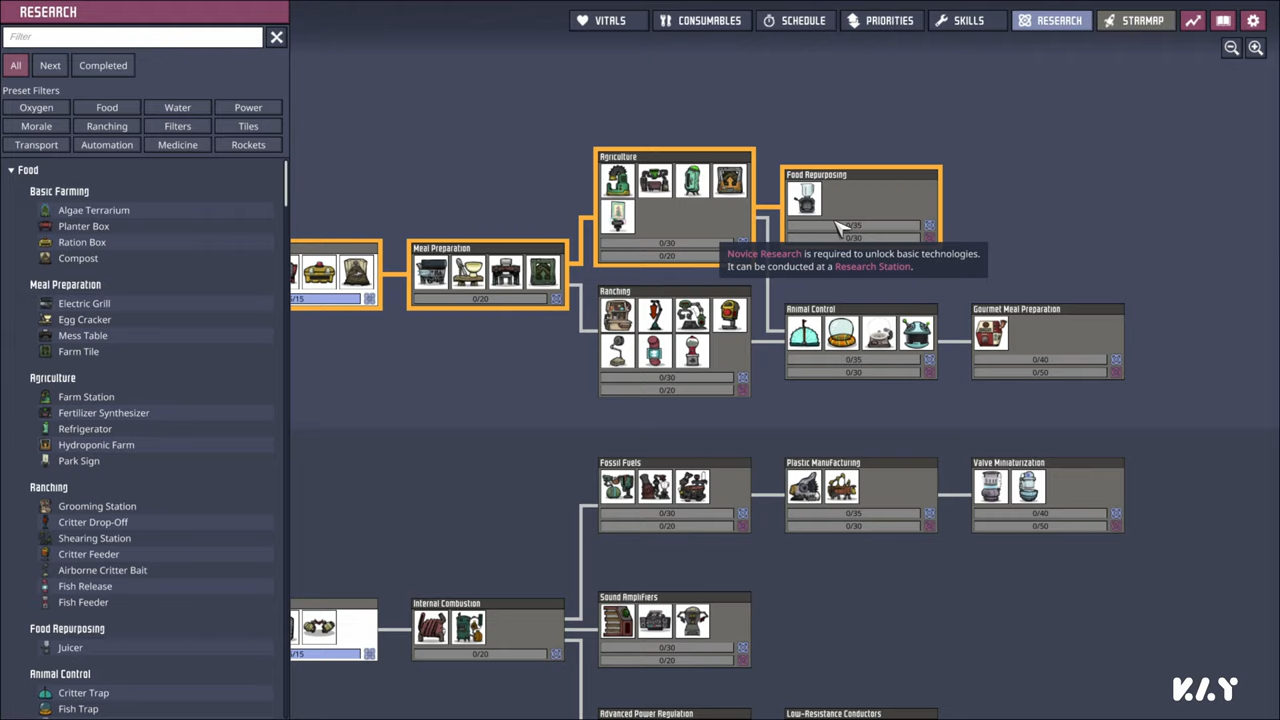 RESEARCH
VITALS
CONSUMABLES
SCHEDULE
PRIORITIES
SKILLS
RESEARCH
STARMAP
Filter
All
Next
Completed
Preset Filters
Oxygen
Food
Water
Power
Morale
Ranching
Filters
Tiles
Transport
Automation
Medicine
Rockets
Food
Basic Farming
Algae Terrarium
Planter Box
Ration Box
Compost
Meal Preparation
Electric Grill
Egg Cracker
Mess Table
Farm Tile
Agriculture
Farm Station
Fertilizer Synthesizer
Refrigerator
Hydroponic Farm
Park Sign
Ranching
Grooming Station
Critter Drop-Off
Shearing Station
Critter Feeder
Airborne Critter Bait
Fish Release
Fish Feeder
Food Repurposing
Juicer
Animal Control
Critter Trap
Fish Trap
/15
Meal Preparation
0/20
Agriculture
0/30
0/20
Food Repurposing
0/35
0/30
Novice Research is required to unlock basic technologies.
It can be conducted at a Research Station.
Ranching
0/30
0/20
Animal Control
0/35
0/30
Gourmet Meal Preparation
0/40
0/50
Fossil Fuels
0/30
0/20
Plastic Manufacturing
0/35
0/30
Valve Miniaturization
0/40
0/50
/15
Internal Combustion
0/20
Sound Amplifiers
0/30
0/20
Advanced Power Regulation
Low-Resistance Conductors
KAY